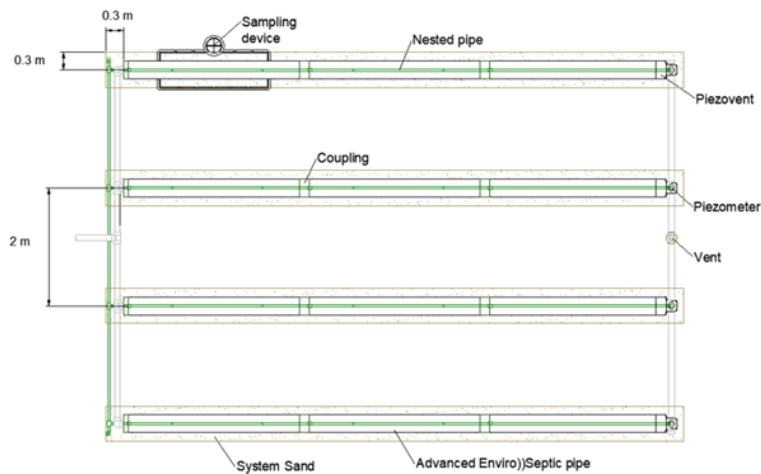 0.3 m
Sampling
device
Nested pipe
0.3 m
Piezovent
Coupling
Piezometer
2 m
Vent
System Sand
Advanced Enviro))Septic pipe